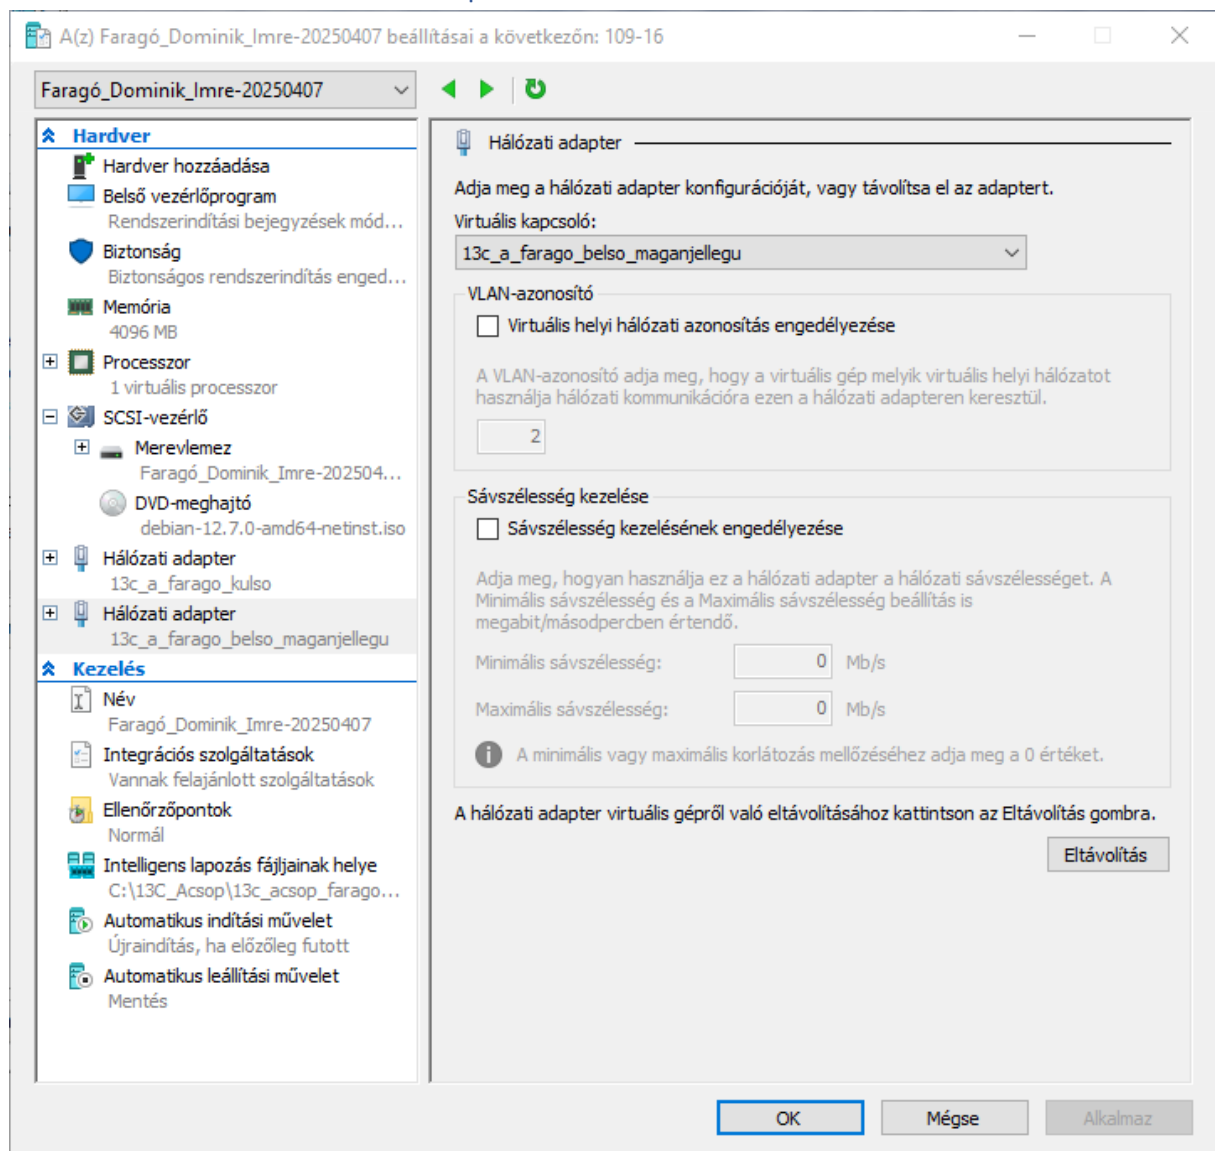 A(z) Faragó_Dominik_Imre-20250407 beállításai a következőn: 109-16
Faragó_Dominik_Imre-20250407
Hardver
Hardver hozzáadása
Belső vezérlőprogram
Rendszerindítási bejegyzések mód...
Biztonság
Biztonságos rendszerindítás enged...
Memória
4096 MB
Processzor
1 virtuális processzor
SCSI-vezérlő
Merevlemez
Faragó_Dominik_Imre-202504...
DVD-meghajtó
debian-12.7.0-amd64-netinst.iso
Hálózati adapter
13c_a_farago_kulso
Hálózati adapter
13c_a_farago_belso_maganjellegu
Kezelés
Név
Faragó_Dominik_Imre-20250407
Integrációs szolgáltatások
Vannak felajánlott szolgáltatások
Ellenőrzőpontok
Normál
Intelligens lapozás fájljainak helye
C:\13C_Acsop\13c_acsop_farago...
Automatikus indítási művelet
Újraindítás, ha előzőleg futott
Automatikus leállítási művelet
Mentés
Hálózati adapter
Adja meg a hálózati adapter konfigurációját, vagy távolítsa el az adaptert.
Virtuális kapcsoló:
13c_a_farago_belso_maganjellegu
VLAN-azonosító
Virtuális helyi hálózati azonosítás engedélyezése
A VLAN-azonosító adja meg, hogy a virtuális gép melyik virtuális helyi hálózatot
használja hálózati kommunikációra ezen a hálózati adapteren keresztül.
2
Sávszélesség kezelése
Sávszélesség kezelésének engedélyezése
Adja meg, hogyan használja ez a hálózati adapter a hálózati sávszélességet. A
Minimális sávszélesség és a Maximális sávszélesség beállítás is
megabit/másodpercben értendő.
Minimális sávszélesség: 0 Mb/s
Maximális sávszélesség: 0 Mb/s
A minimális vagy maximális korlátozás mellőzéséhez adja meg a 0 értéket.
A hálózati adapter virtuális gépről való eltávolításához kattintson az Eltávolítás gombra.
Eltávolítás
OK Mégse Alkalmaz